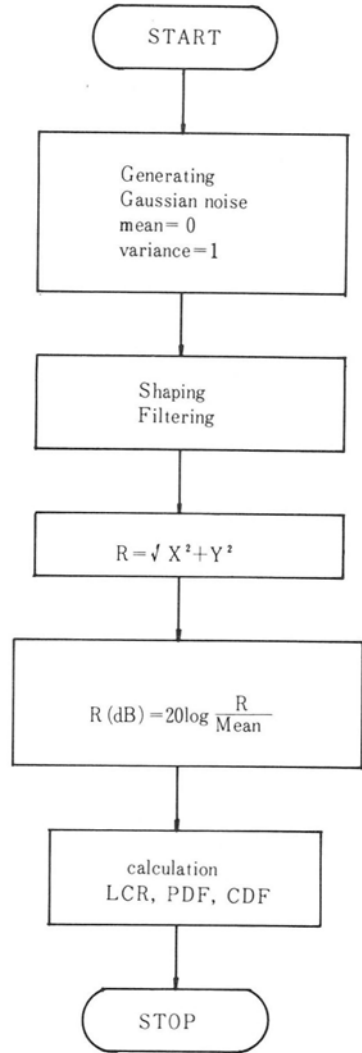 START
Generating
Gaussian noise
mean= 0
variance=1
Shaping
Filtering
R=√ X²+Y²
R (dB) =20log R/Mean
calculation
LCR, PDF, CDF
STOP